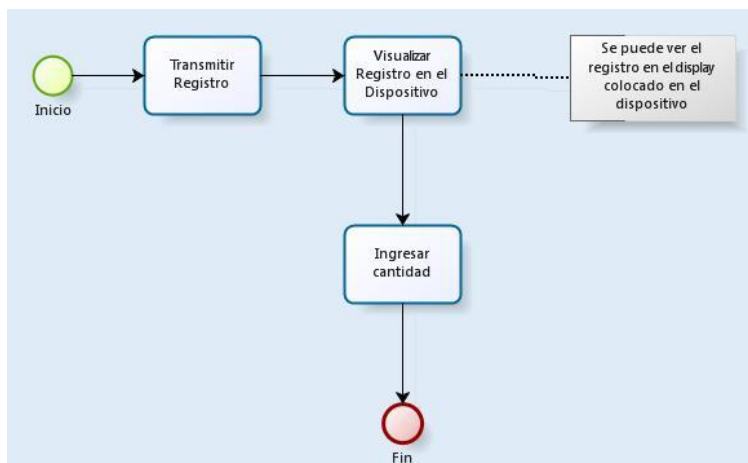 Inicio
Transmitir
Registro
Visualizar
Registro en el
Dispositivo
Se puede ver el
registro en el display
colocado en el
dispositivo
Ingresar
cantidad
Fin